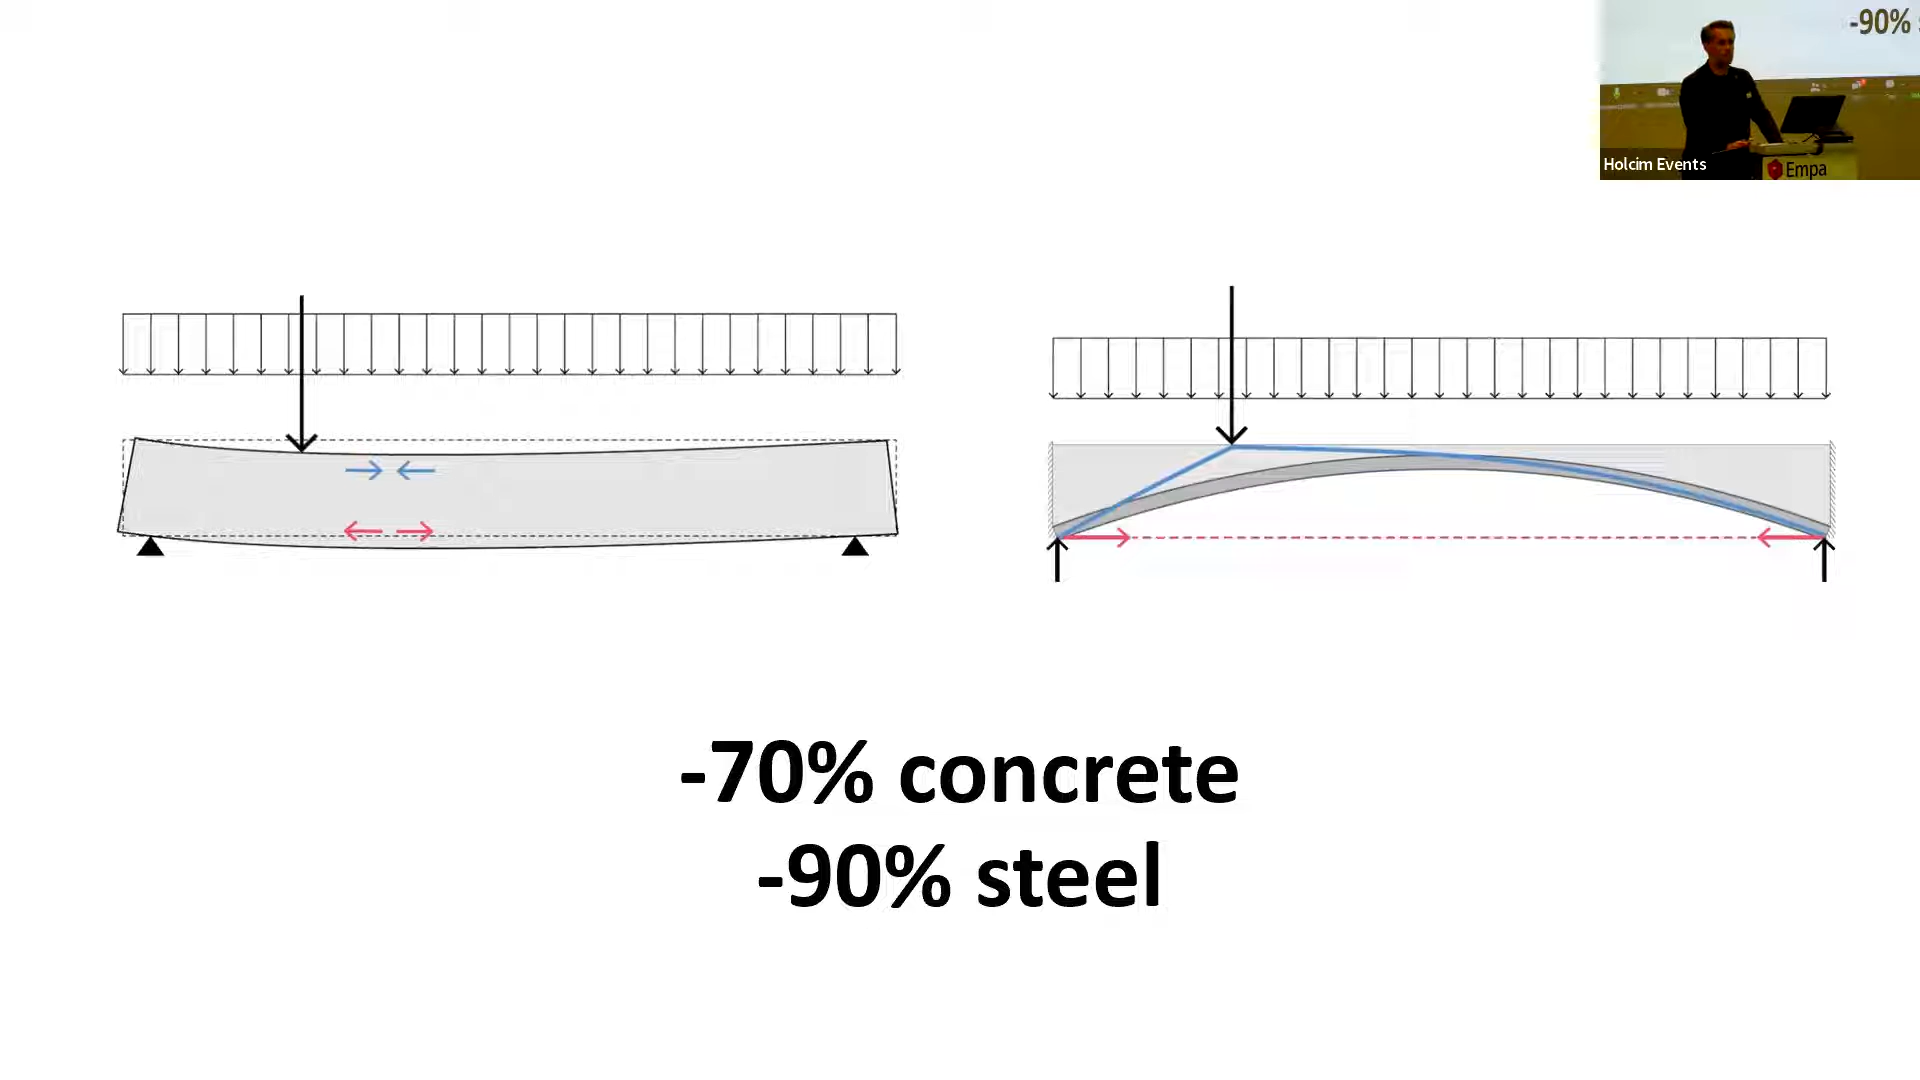 -90%
Holcim Events
Empa
-70% concrete
-90% steel